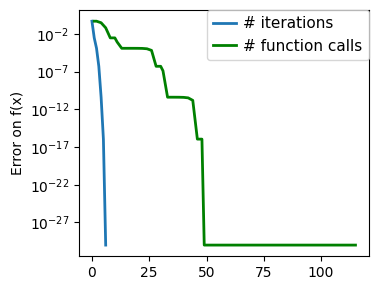 # iterations
# function calls
Error on f(x)
10⁻²
10⁻⁷
10⁻¹²
10⁻¹⁷
10⁻²²
10⁻²⁷
0 25 50 75 100